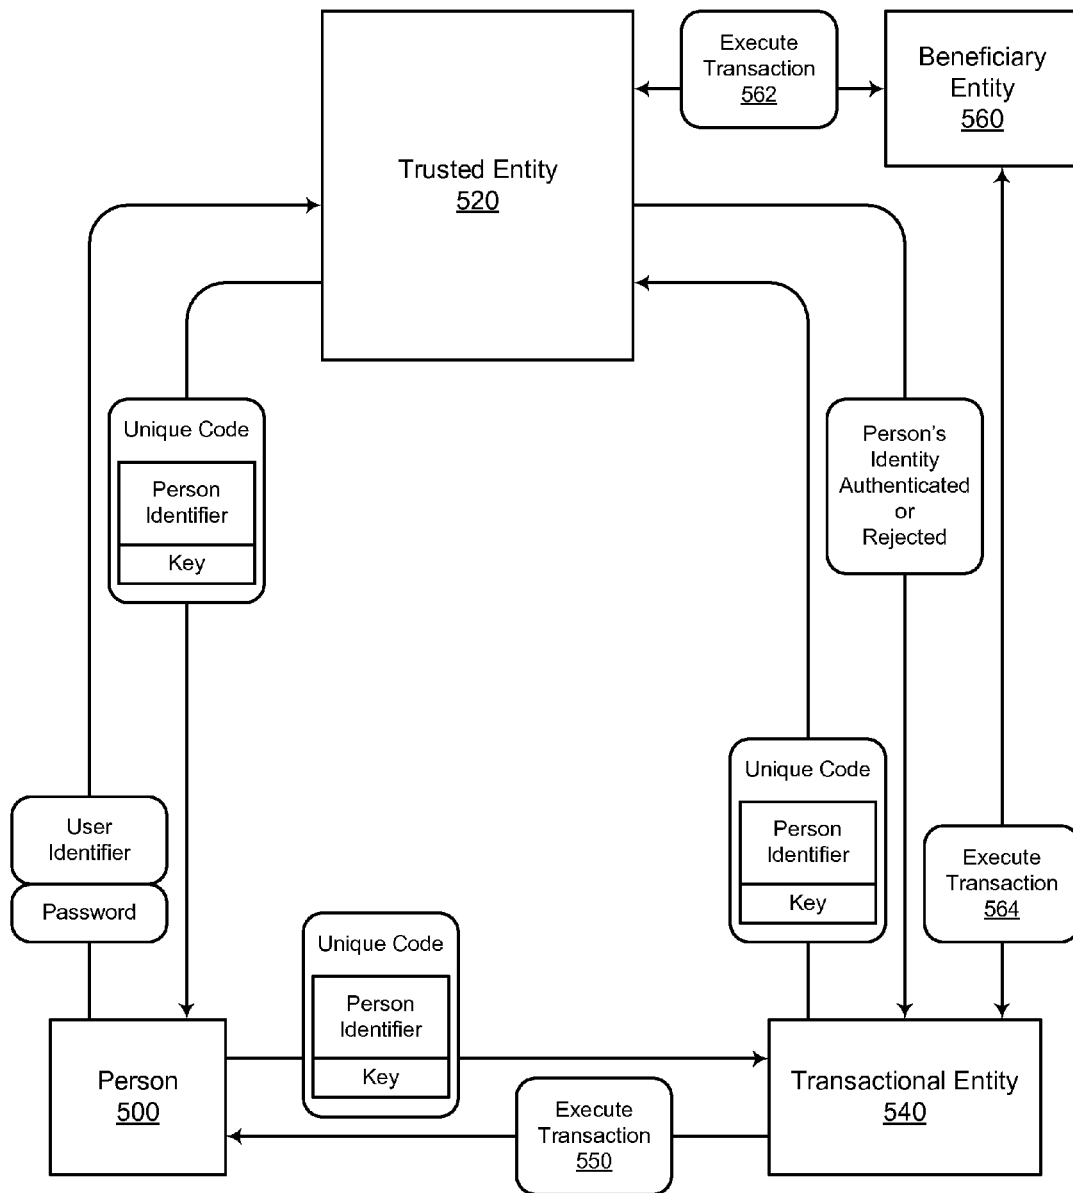 Execute
Transaction
562
Beneficiary
Entity
560
Trusted Entity
520
Unique Code
Person
Identifier
Key
Person's
Identity
Authenticated
or
Rejected
Unique Code
Person
Identifier
Key
User
Identifier
Password
Execute
Transaction
564
Unique Code
Person
Identifier
Key
Person
500
Transactional Entity
540
Execute
Transaction
550